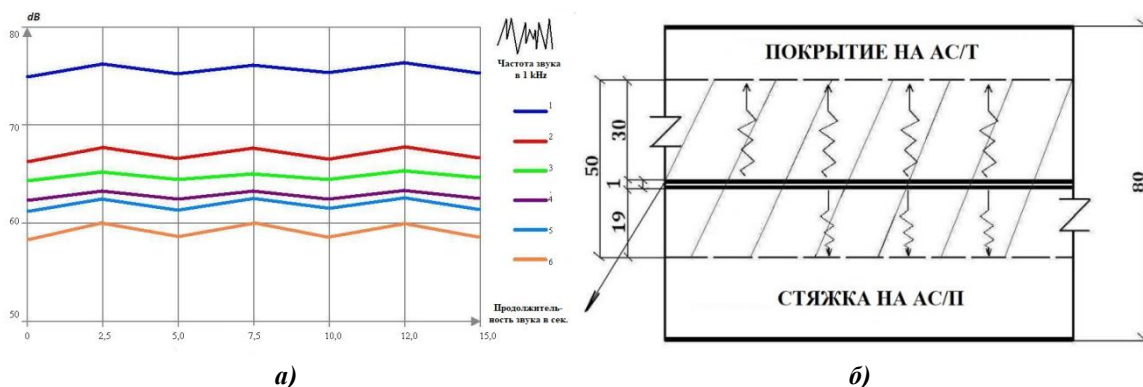 dB
80
70
60
50
0
2,5
5,0
7,5
10,0
12,0
15,0
Частота звука
в 1 kHz
1
2
3
4
5
6
Продолжитель-
ность звука в сек.
а)
ПОКРЫТИЕ НА АС/Т
50
30
1
19
80
СТЯЖКА НА АС/П
б)